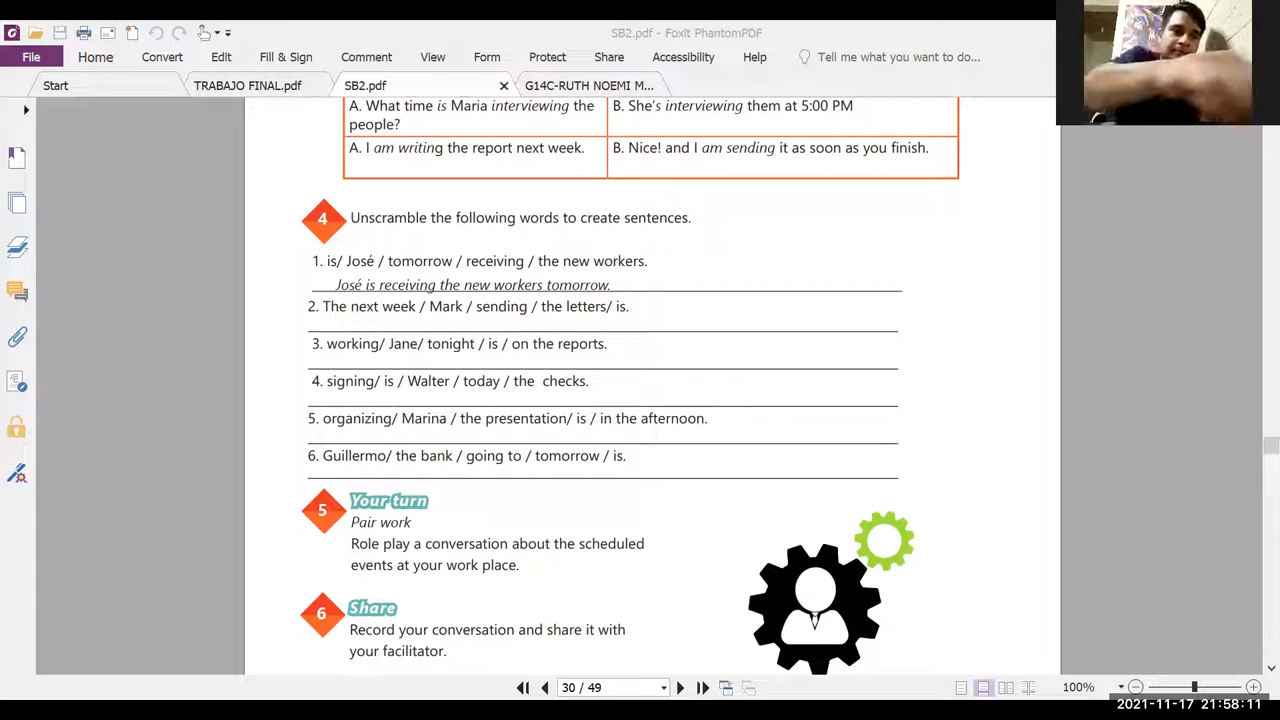 SB2.pdf - Foxit PhantomPDF
File Home Convert Edit Fill & Sign Comment View Form Protect Share Accessibility Help Tell me what you want to do...
Start TRABAJO FINAL.pdf SB2.pdf G14C-RUTH NOEMI M...
A. What time is Maria interviewing the people?
B. She's interviewing them at 5:00 PM
A. I am writing the report next week.
B. Nice! and I am sending it as soon as you finish.
4 Unscramble the following words to create sentences.
1. is/ José / tomorrow / receiving / the new workers.
José is receiving the new workers tomorrow.
2. The next week / Mark / sending / the letters/ is.
3. working/ Jane/ tonight / is / on the reports.
4. signing/ is / Walter / today / the checks.
5. organizing/ Marina / the presentation/ is / in the afternoon.
6. Guillermo/ the bank / going to / tomorrow / is.
5 Your turn
Pair work
Role play a conversation about the scheduled
events at your work place.
6 Share
Record your conversation and share it with
your facilitator.
30 / 49
100%
2021-11-17 21:58:11